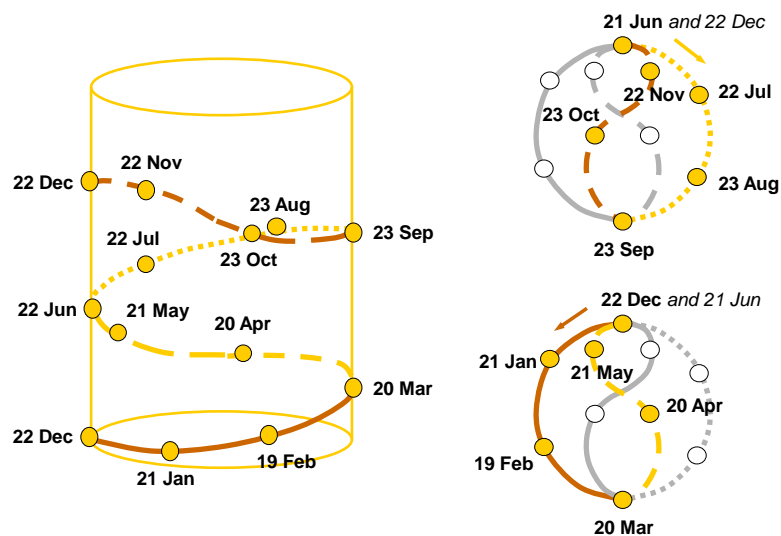 22 Nov
22 Dec
23 Aug
23 Sep
22 Jul
23 Oct
22 Jun
21 May
20 Apr
20 Mar
22 Dec
21 Jan
19 Feb
21 Jun and 22 Dec
22 Jul
22 Nov
23 Oct
23 Aug
23 Sep
22 Dec and 21 Jun
21 Jan
21 May
20 Apr
19 Feb
20 Mar